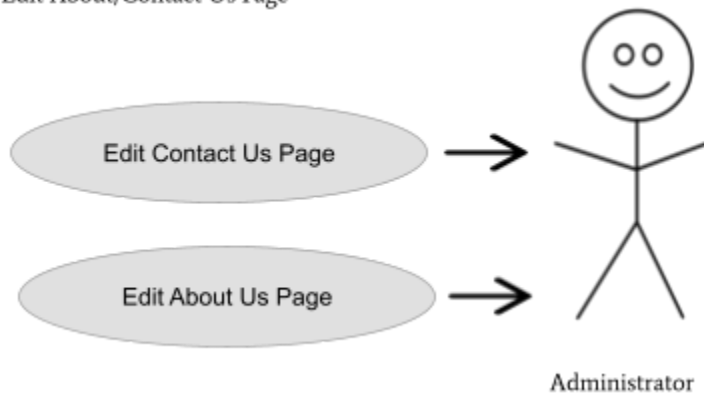 Edit About/Contact Us Page
Edit Contact Us Page
Edit About Us Page
Administrator